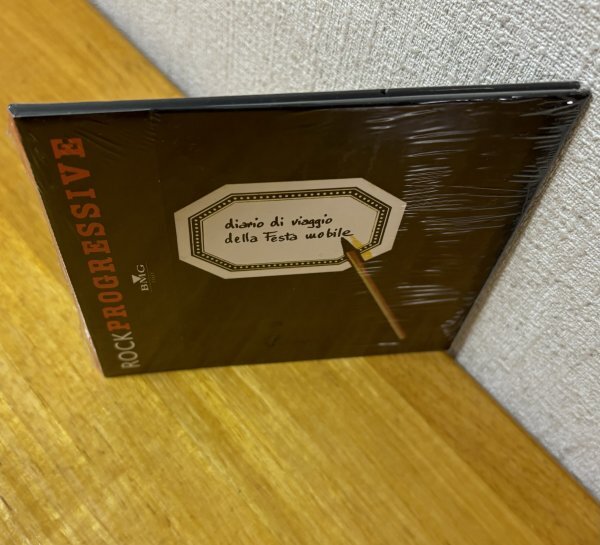 ROCKPROGRESSIVE
BMG
diario di viaggio
della Festa mobile